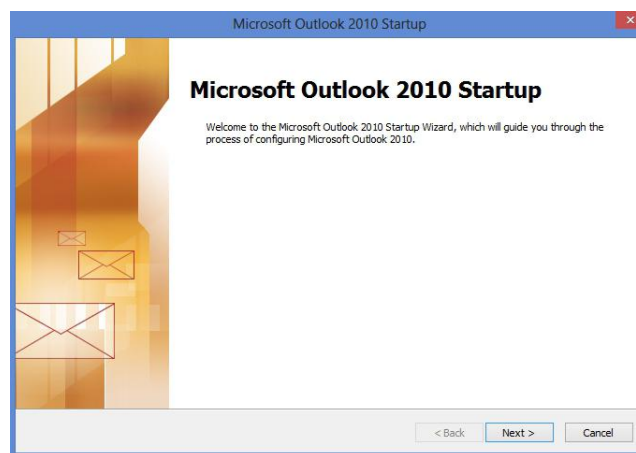 Microsoft Outlook 2010 Startup
Microsoft Outlook 2010 Startup
Welcome to the Microsoft Outlook 2010 Startup Wizard, which will guide you through the
process of configuring Microsoft Outlook 2010.
< Back Next > Cancel